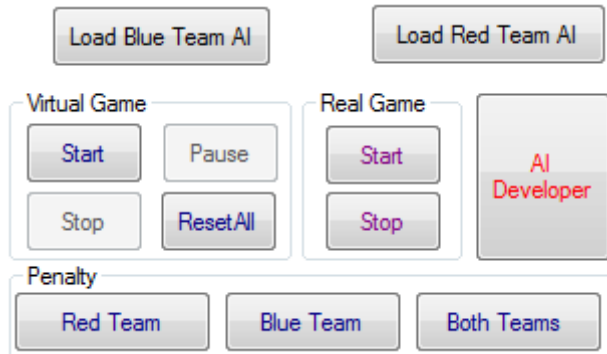 Load Blue Team AI
Load Red Team AI
Virtual Game
Real Game
Start
Pause
Start
AI
Developer
Stop
ResetAll
Stop
Penalty
Red Team
Blue Team
Both Teams